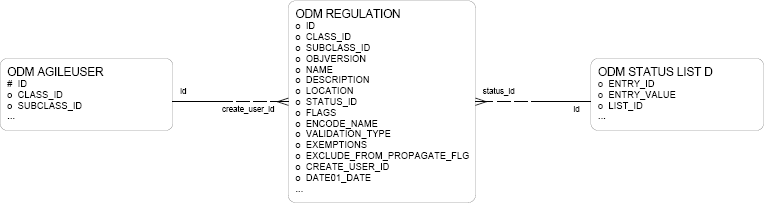 ODM AGILEUSER
# ID
o CLASS_ID
o SUBCLASS_ID
...
id
create_user_id
ODM REGULATION
o ID
o CLASS_ID
o SUBCLASS_ID
o OBJVERSION
o NAME
o DESCRIPTION
o LOCATION
o STATUS_ID
o FLAGS
o ENCODE_NAME
o VALIDATION_TYPE
o EXEMPTIONS
o EXCLUDE_FROM_PROPAGATE_FLG
o CREATE_USER_ID
o DATE01_DATE
...
status_id
id
ODM STATUS LIST D
o ENTRY_ID
o ENTRY_VALUE
o LIST_ID
...